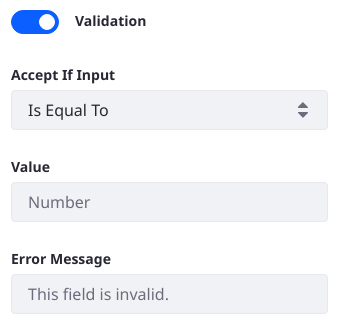 Validation
Accept If Input
Is Equal To
Value
Number
Error Message
This field is invalid.